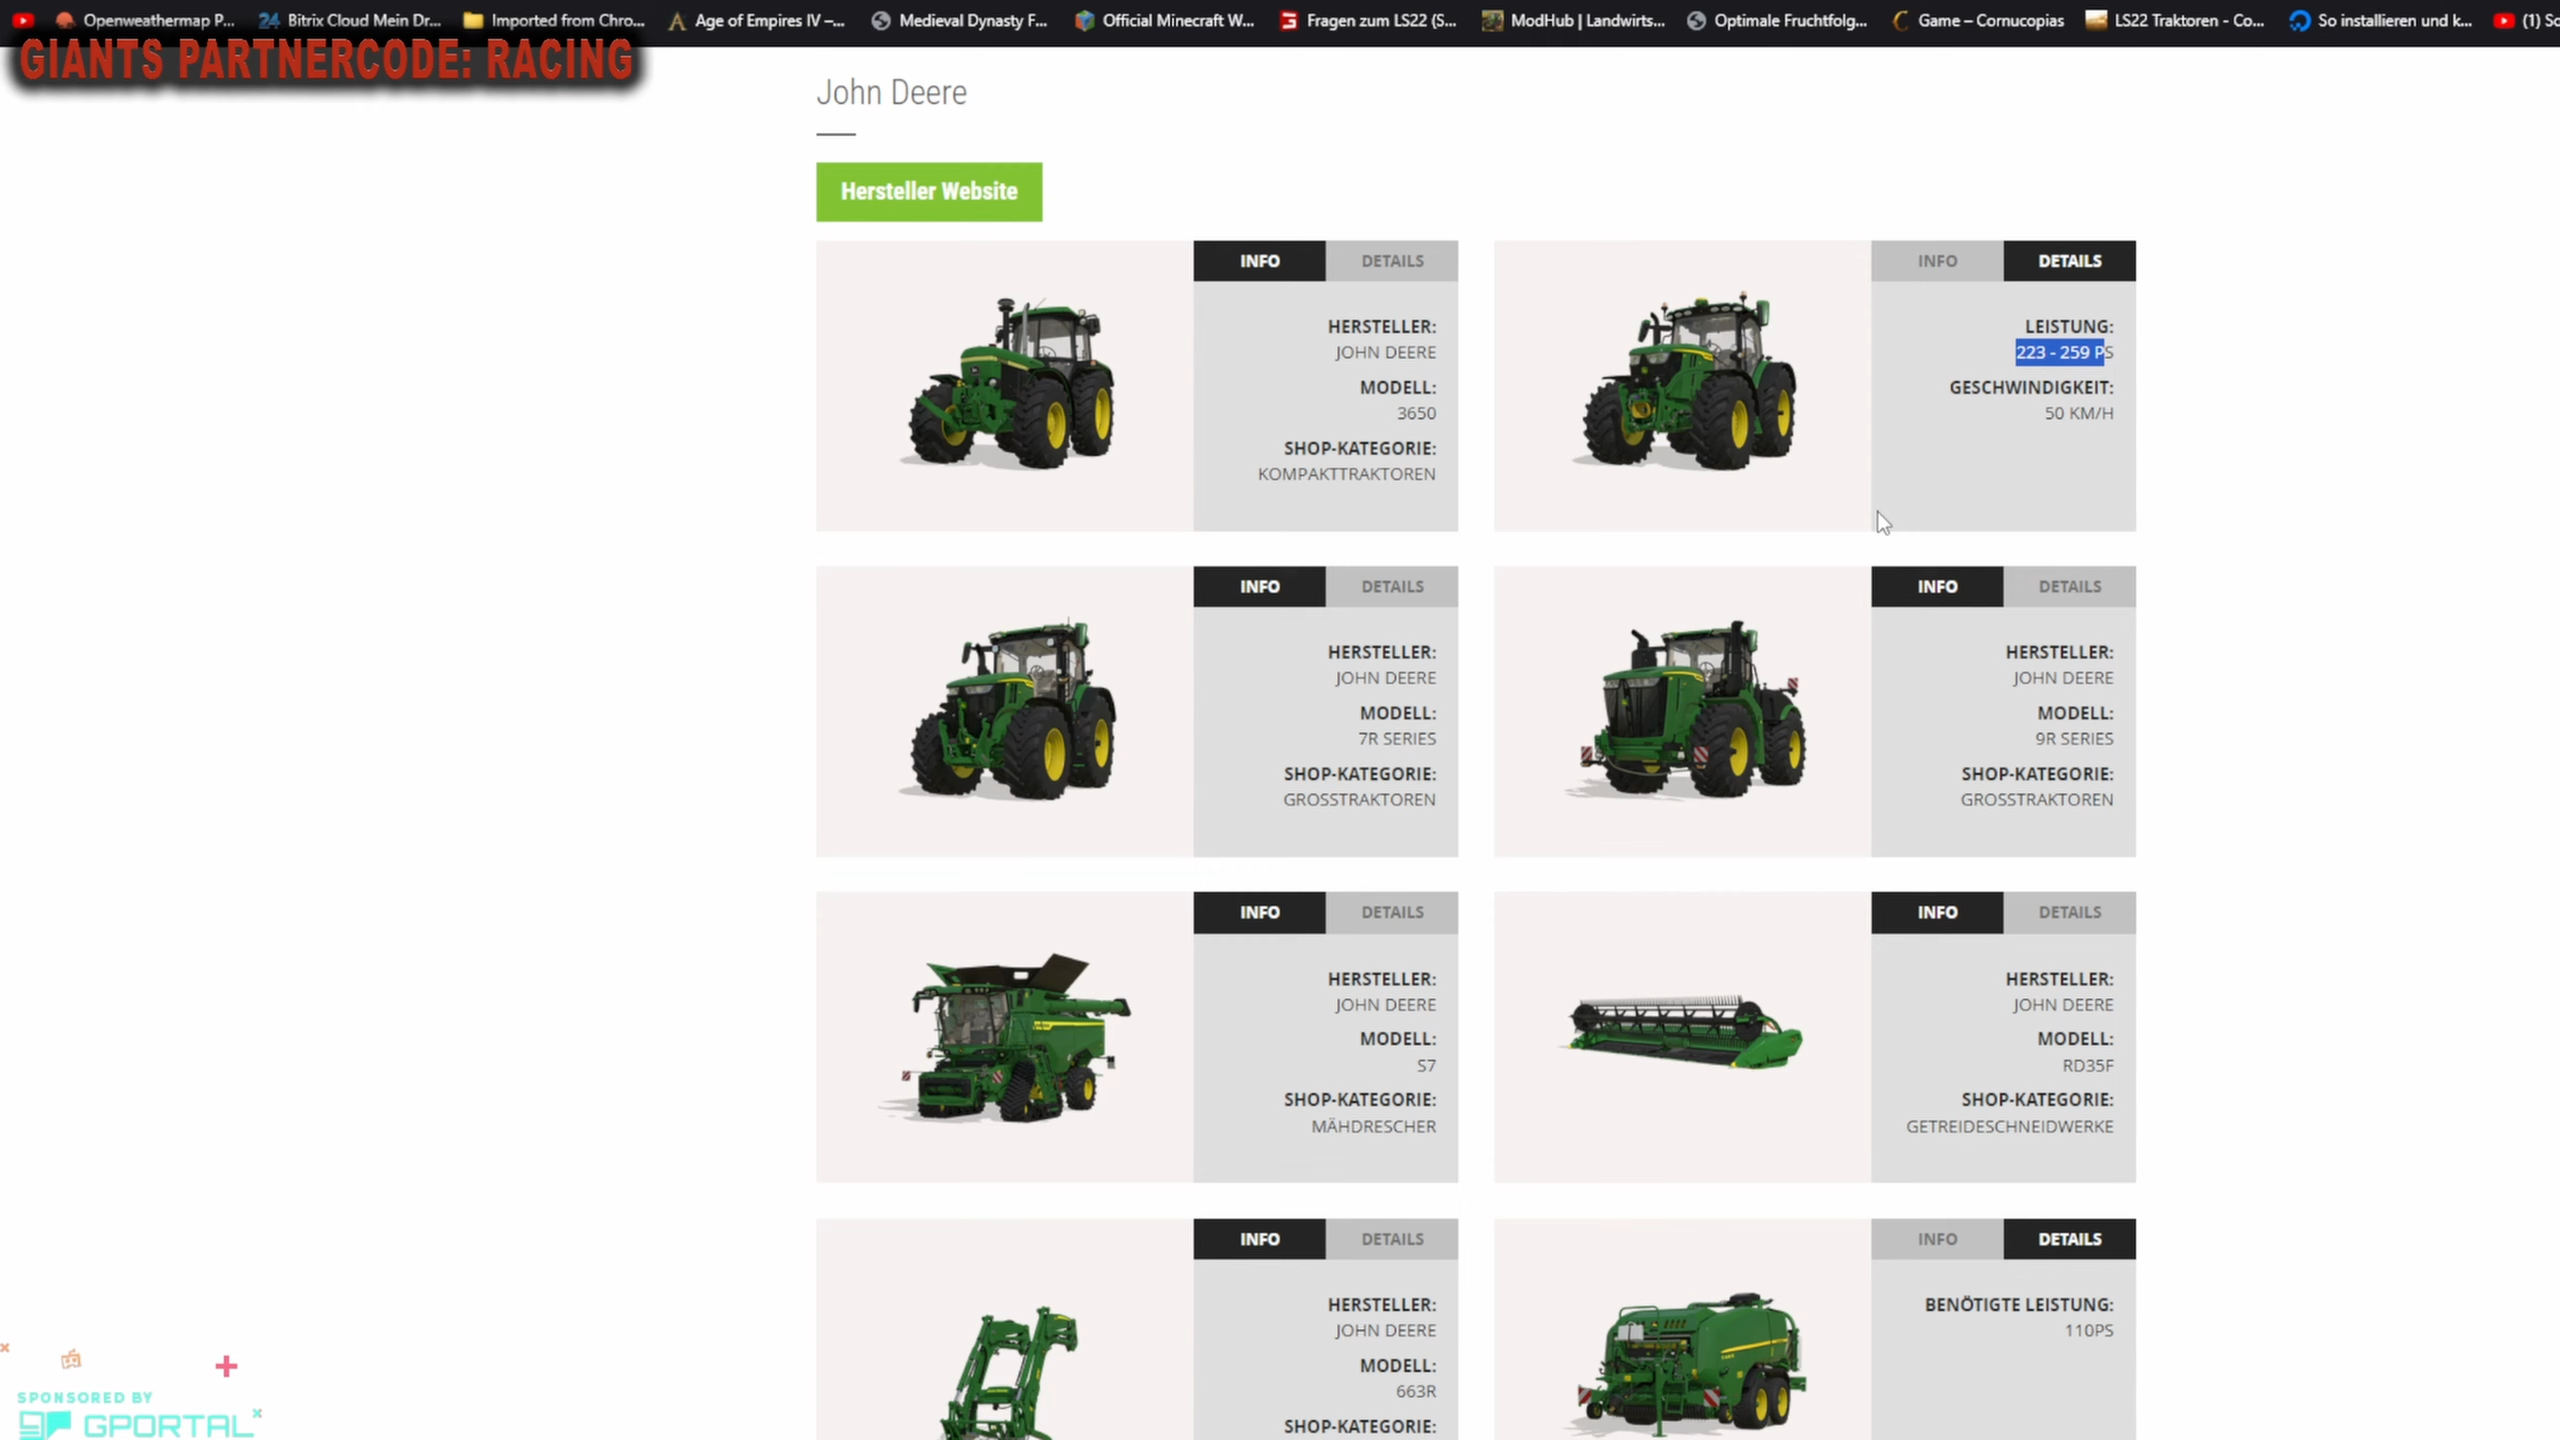 Openweathermap P...
24 Bitrix Cloud Mein Dr...
Imported from Chro...
Age of Empires IV –...
Medieval Dynasty F...
Official Minecraft W...
Fragen zum LS22 (S...
ModHub | Landwirts...
Optimale Fruchtfolg...
Game – Cornucopias
LS22 Traktoren - Co...
So installieren und k...
(1) Sc
GIANTS PARTNERCODE: RACING
John Deere
Hersteller Website
INFO DETAILS
HERSTELLER:
JOHN DEERE
MODELL:
3650
SHOP-KATEGORIE:
KOMPAKTTRAKTOREN
INFO DETAILS
LEISTUNG:
223 - 259 PS
GESCHWINDIGKEIT:
50 KM/H
INFO DETAILS
HERSTELLER:
JOHN DEERE
MODELL:
7R SERIES
SHOP-KATEGORIE:
GROSSTRAKTOREN
INFO DETAILS
HERSTELLER:
JOHN DEERE
MODELL:
9R SERIES
SHOP-KATEGORIE:
GROSSTRAKTOREN
INFO DETAILS
HERSTELLER:
JOHN DEERE
MODELL:
S7
SHOP-KATEGORIE:
MÄHDRESCHER
INFO DETAILS
HERSTELLER:
JOHN DEERE
MODELL:
RD35F
SHOP-KATEGORIE:
GETREIDESCHNEIDWERKE
INFO DETAILS
HERSTELLER:
JOHN DEERE
MODELL:
663R
SHOP-KATEGORIE:
INFO DETAILS
BENÖTIGTE LEISTUNG:
110PS
SPONSORED BY
GPORTAL